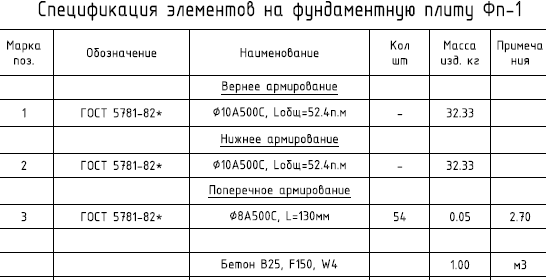 Спецификация элементов на фундаментную плиту Фп-1
Марка поз. Обозначение Наименование Кол шт Масса изд. кг Примеча ния
Вернее армирование
1 ГОСТ 5781-82* Ф10А500С, Lобщ=52.4п.м - 32.33
Нижнее армирование
2 ГОСТ 5781-82* Ф10А500С, Lобщ=52.4п.м - 32.33
Поперечное армирование
3 ГОСТ 5781-82* Ф8А500С, L=130мм 54 0.05 2.70
Бетон В25, F150, W4 1.00 м3